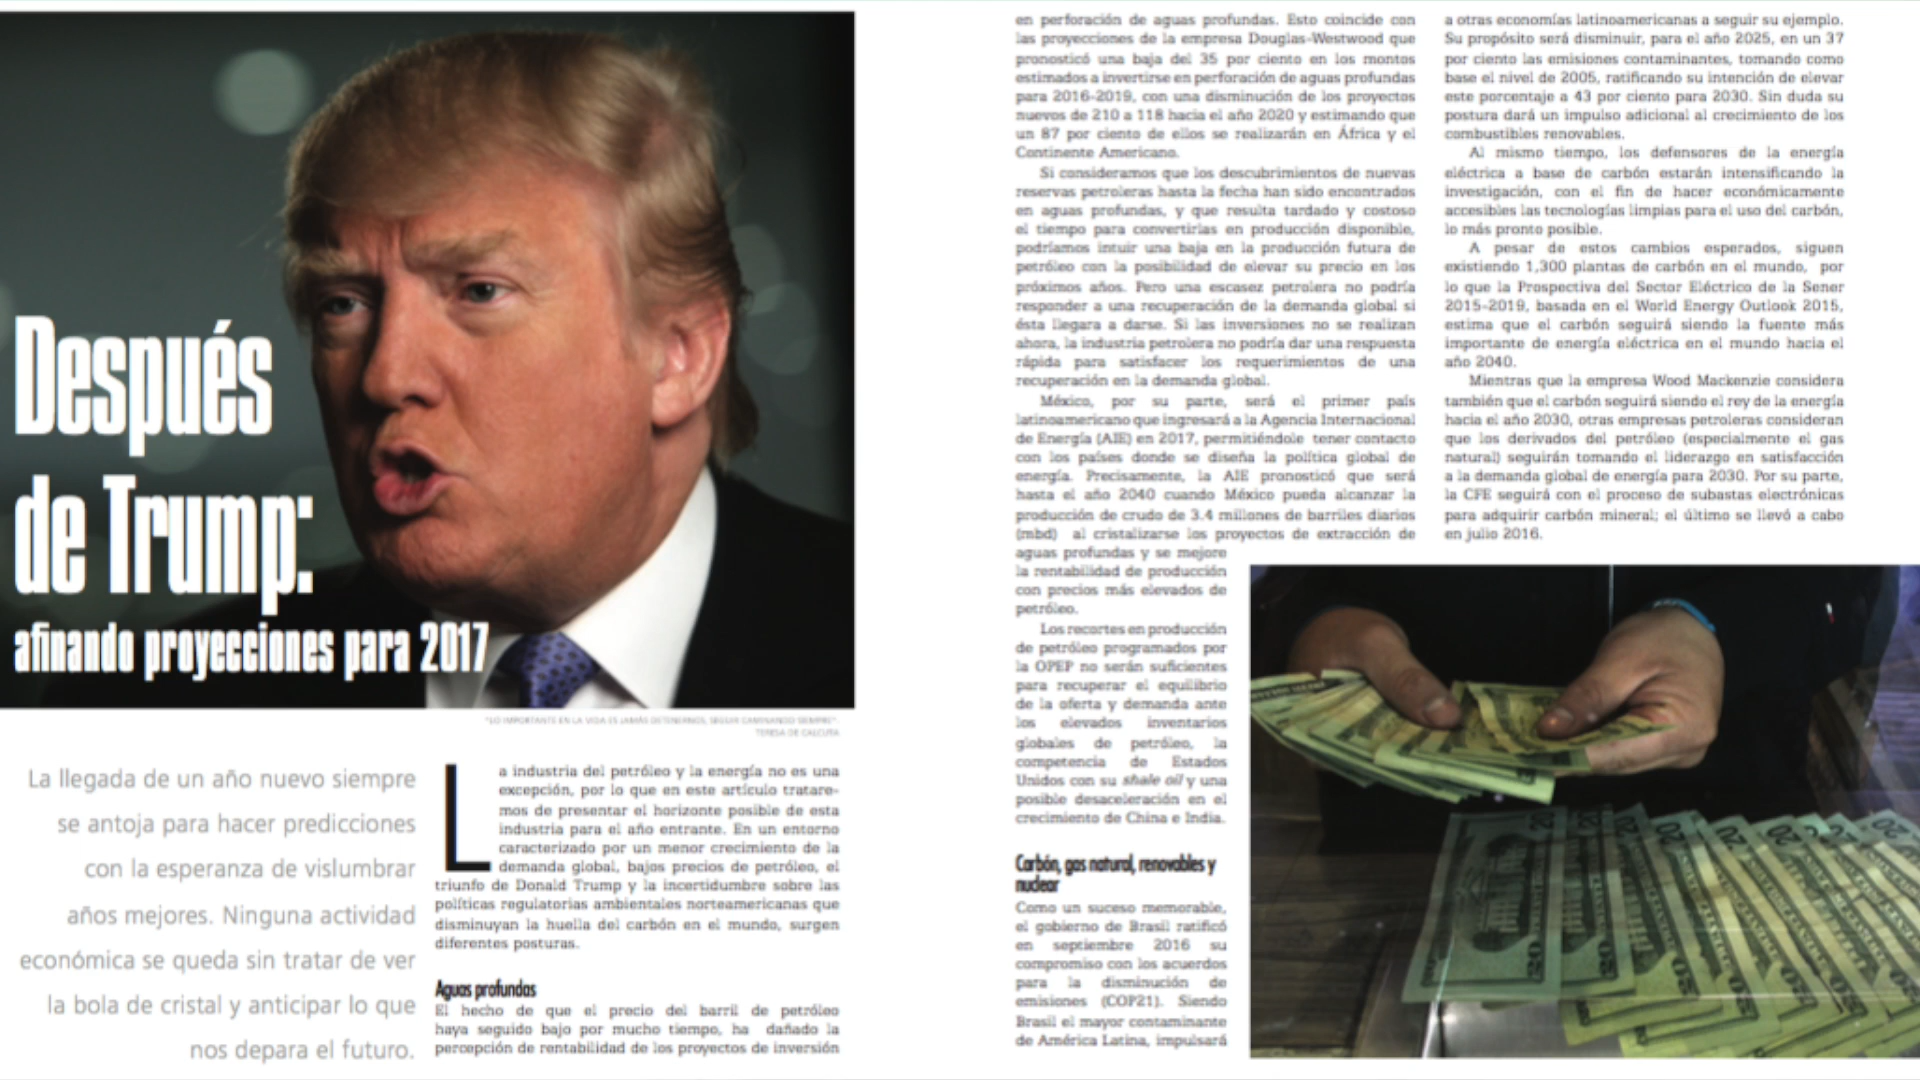 Después
de Trump:
afinando proyecciones para 2017
"LO IMPORTANTE EN LA VIDA ES JAMÁS DETENERNOS, SEGUIR CAMINANDO SIEMPRE".
TERESA DE CALCUTA
La llegada de un año nuevo siempre
se antoja para hacer predicciones
con la esperanza de vislumbrar
años mejores. Ninguna actividad
económica se queda sin tratar de ver
la bola de cristal y anticipar lo que
nos depara el futuro.
La industria del petróleo y la energía no es una
excepción, por lo que en este artículo tratare-
mos de presentar el horizonte posible de esta
industria para el año entrante. En un entorno
caracterizado por un menor crecimiento de la
demanda global, bajos precios de petróleo, el
triunfo de Donald Trump y la incertidumbre sobre las
políticas regulatorias ambientales norteamericanas que
disminuyan la huella del carbón en el mundo, surgen
diferentes posturas.
Aguas profundas
El hecho de que el precio del barril de petróleo
haya seguido bajo por mucho tiempo, ha dañado la
percepción de rentabilidad de los proyectos de inversión
en perforación de aguas profundas. Esto coincide con
las proyecciones de la empresa Douglas-Westwood que
pronosticó una baja del 35 por ciento en los montos
estimados a invertirse en perforación de aguas profundas
para 2016-2019, con una disminución de los proyectos
nuevos de 210 a 118 hacia el año 2020 y estimando que
un 87 por ciento de ellos se realizarán en África y el
Continente Americano.
Si consideramos que los descubrimientos de nuevas
reservas petroleras hasta la fecha han sido encontrados
en aguas profundas, y que resulta tardado y costoso
el tiempo para convertirlas en producción disponible,
podríamos intuir una baja en la producción futura de
petróleo con la posibilidad de elevar su precio en los
próximos años. Pero una escasez petrolera no podría
responder a una recuperación de la demanda global si
ésta llegara a darse. Si las inversiones no se realizan
ahora, la industria petrolera no podría dar una respuesta
rápida para satisfacer los requerimientos de una
recuperación en la demanda global.
México, por su parte, será el primer país
latinoamericano que ingresará a la Agencia Internacional
de Energía (AIE) en 2017, permitiéndole tener contacto
con los países donde se diseña la política global de
energía. Precisamente, la AIE pronosticó que será
hasta el año 2040 cuando México pueda alcanzar la
producción de crudo de 3.4 millones de barriles diarios
(mbd) al cristalizarse los proyectos de extracción de
aguas profundas y se mejore
la rentabilidad de producción
con precios más elevados de
petróleo.
Los recortes en producción
de petróleo programados por
la OPEP no serán suficientes
para recuperar el equilibrio
de la oferta y demanda ante
los elevados inventarios
globales de petróleo, la
competencia de Estados
Unidos con su shale oil y una
posible desaceleración en el
crecimiento de China e India.
Carbón, gas natural, renovables y
nuclear
Como un suceso memorable,
el gobierno de Brasil ratificó
en septiembre 2016 su
compromiso con los acuerdos
para la disminución de
emisiones (COP21). Siendo
Brasil el mayor contaminante
de América Latina, impulsará
a otras economías latinoamericanas a seguir su ejemplo.
Su propósito será disminuir, para el año 2025, en un 37
por ciento las emisiones contaminantes, tomando como
base el nivel de 2005, ratificando su intención de elevar
este porcentaje a 43 por ciento para 2030. Sin duda su
postura dará un impulso adicional al crecimiento de los
combustibles renovables.
Al mismo tiempo, los defensores de la energía
eléctrica a base de carbón estarán intensificando la
investigación, con el fin de hacer económicamente
accesibles las tecnologías limpias para el uso del carbón,
lo más pronto posible.
A pesar de estos cambios esperados, siguen
existiendo 1,300 plantas de carbón en el mundo, por
lo que la Prospectiva del Sector Eléctrico de la Sener
2015-2019, basada en el World Energy Outlook 2015,
estima que el carbón seguirá siendo la fuente más
importante de energía eléctrica en el mundo hacia el
año 2040.
Mientras que la empresa Wood Mackenzie considera
también que el carbón seguirá siendo el rey de la energía
hacia el año 2030, otras empresas petroleras consideran
que los derivados del petróleo (especialmente el gas
natural) seguirán tomando el liderazgo en satisfacción
a la demanda global de energía para 2030. Por su parte,
la CFE seguirá con el proceso de subastas electrónicas
para adquirir carbón mineral; el último se llevó a cabo
en julio 2016.